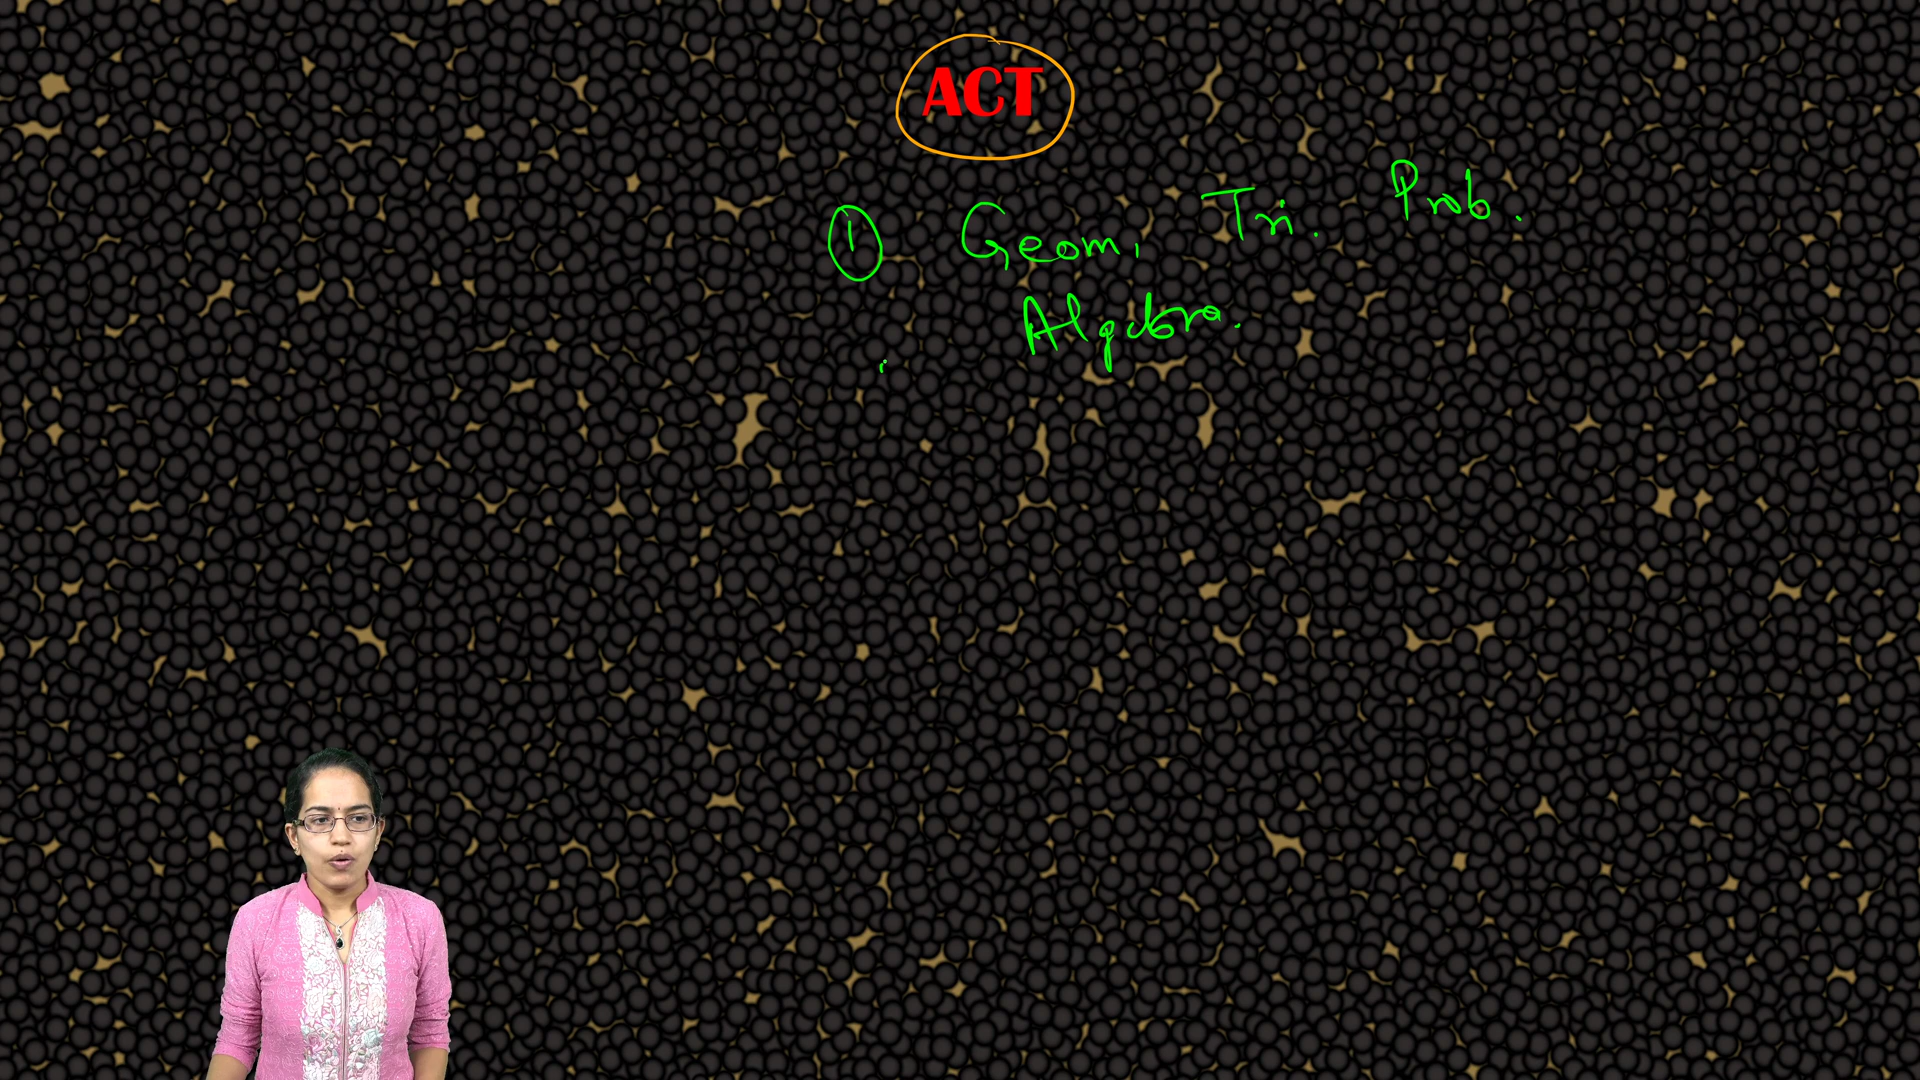 ACT
① Geom, Tri. Prob.
Algebra.